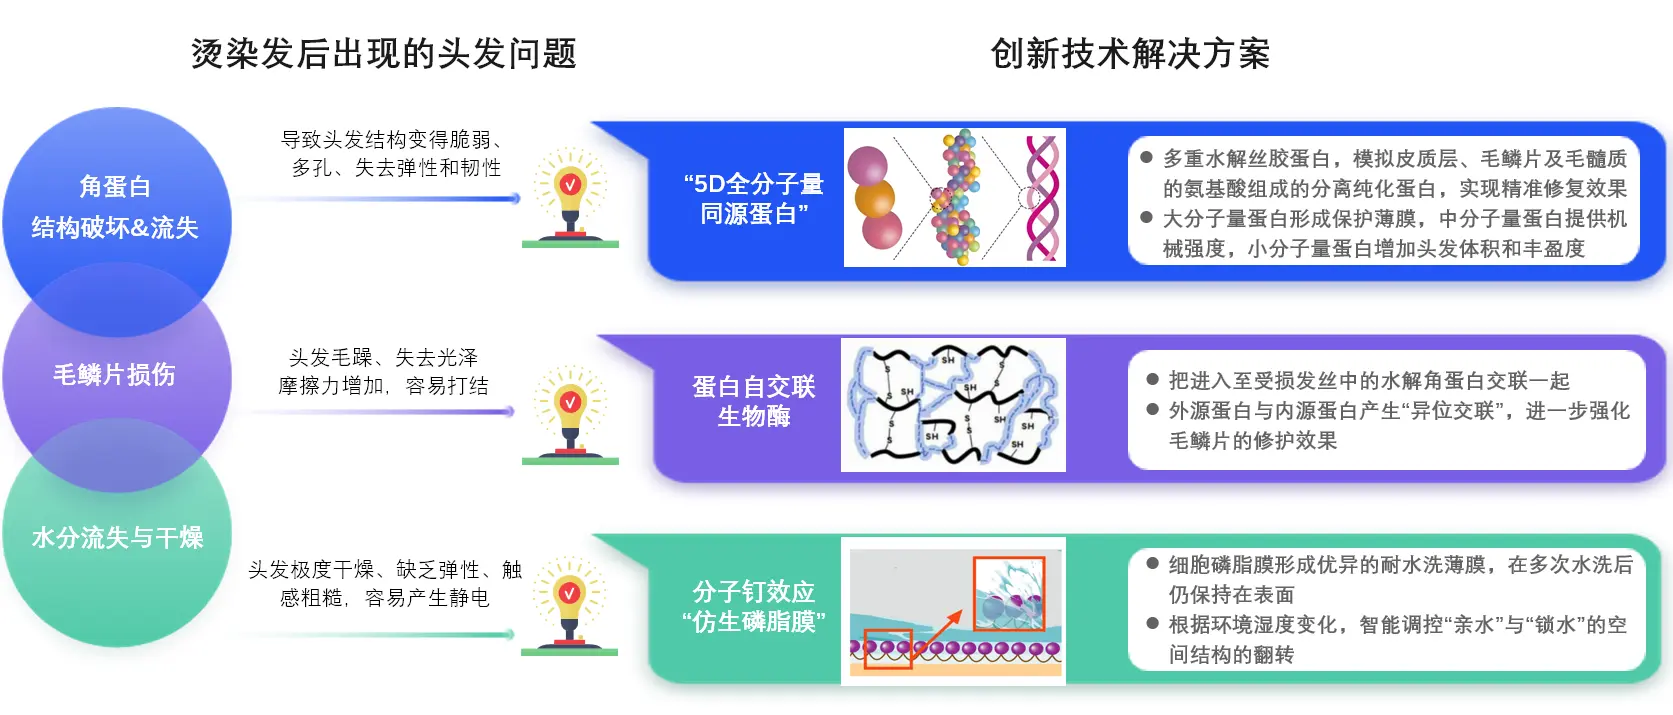 烫染发后出现的头发问题
创新技术解决方案
角蛋白
结构破坏&流失
导致头发结构变得脆弱、
多孔、失去弹性和韧性
“5D全分子量
同源蛋白”
● 多重水解丝胶蛋白，模拟皮质层、毛鳞片及毛髓质
的氨基酸组成的分离纯化蛋白，实现精准修复效果
● 大分子量蛋白形成保护薄膜，中分子量蛋白提供机
械强度，小分子量蛋白增加头发体积和丰盈度
毛鳞片损伤
头发毛躁、失去光泽
摩擦力增加，容易打结
蛋白自交联
生物酶
SH
S
S
SH
S
S
S
S
SH
SH
SH
● 把进入至受损发丝中的水解角蛋白交联一起
● 外源蛋白与内源蛋白产生“异位交联”，进一步强化
毛鳞片的修护效果
水分流失与干燥
头发极度干燥、缺乏弹性、触
感粗糙，容易产生静电
分子钉效应
“仿生磷脂膜”
● 细胞磷脂膜形成优异的耐水洗薄膜，在多次水洗后
仍保持在表面
● 根据环境湿度变化，智能调控“亲水”与“锁水”的空
间结构的翻转